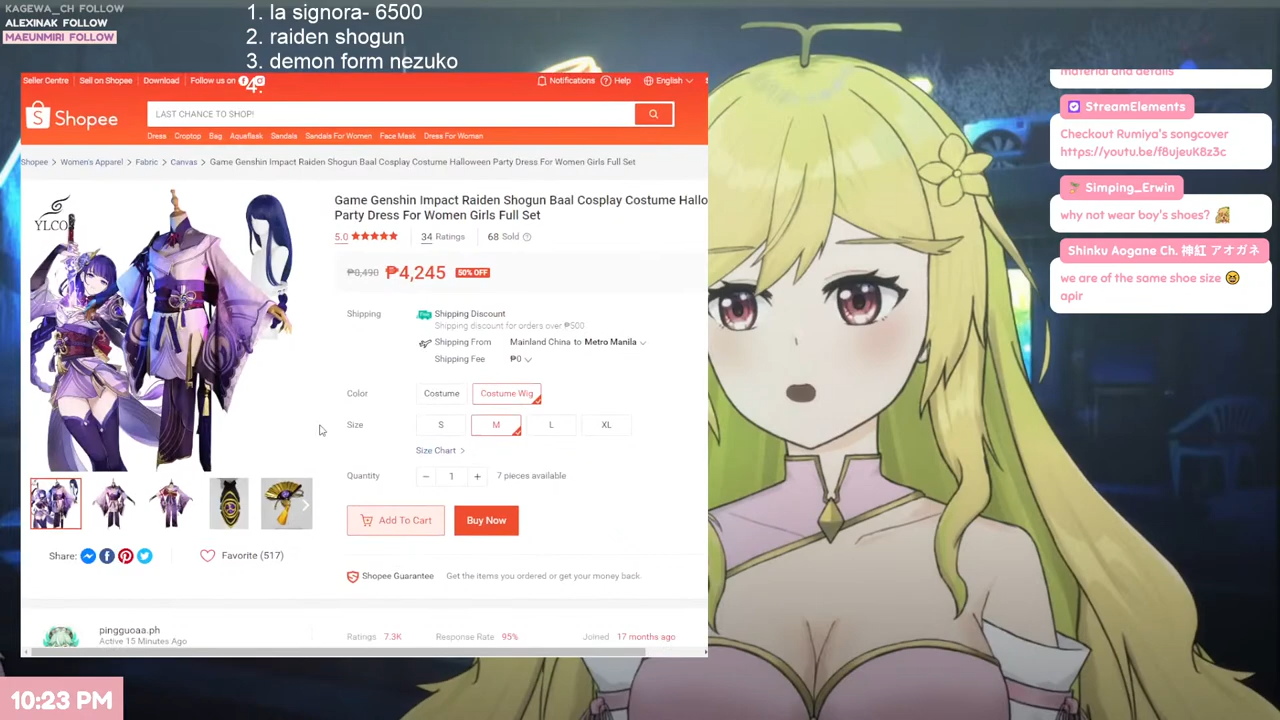 KAGEWA_CH FOLLOW
ALEXINAK FOLLOW
MAEUNMIRI FOLLOW
1. la signora- 6500
2. raiden shogun
3. demon form nezuko
4.
Seller Centre | Sell on Shopee | Download | Follow us on
Notifications Help English
Shopee
LAST CHANCE TO SHOP!
Dress Croptop Bag Aquaflask Sandals Sandals For Women Face Mask Dress For Women
Shopee > Women's Apparel > Fabric > Canvas > Game Genshin Impact Raiden Shogun Baal Cosplay Costume Halloween Party Dress For Women Girls Full Set
Game Genshin Impact Raiden Shogun Baal Cosplay Costume Hallo
Party Dress For Women Girls Full Set
5.0 34 Ratings 68 Sold
₱8,490 ₱4,245 50% OFF
Shipping Shipping Discount
Shipping discount for orders over ₱500
Shipping From Mainland China to Metro Manila
Shipping Fee ₱0
Color Costume Costume Wig
Size S M L XL
Size Chart >
Quantity - 1 + 7 pieces available
Add To Cart Buy Now
Share: Favorite (517)
Shopee Guarantee Get the items you ordered or get your money back.
pingguoaa.ph
Active 15 Minutes Ago
Ratings 7.3K Response Rate 95% Joined 17 months ago
material and details
StreamElements
Checkout Rumiya's songcover
https://youtu.be/f8ujeuK8z3c
Simping_Erwin
why not wear boy's shoes?
Shinku Aogane Ch. 神紅 アオガネ
we are of the same shoe size
apir
10:23 PM